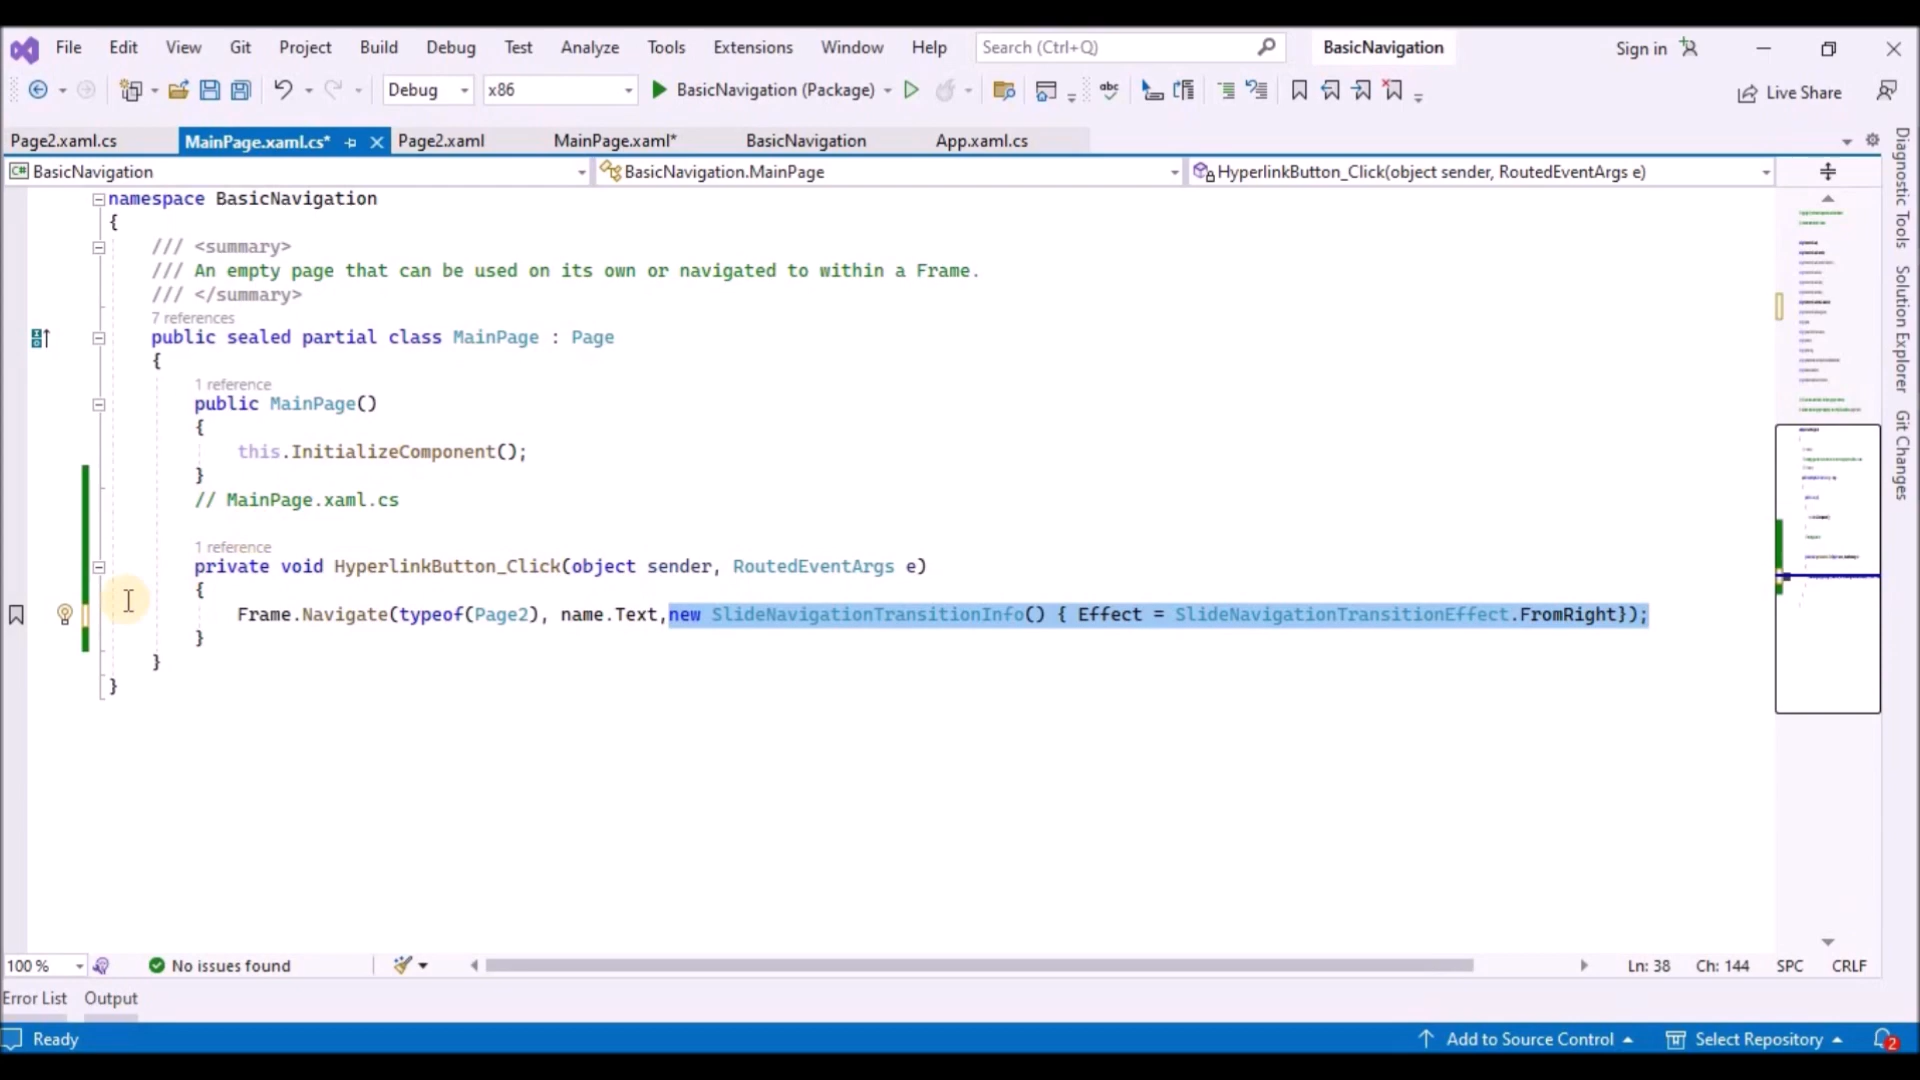 File Edit View Git Project Build Debug Test Analyze Tools Extensions Window Help Search (Ctrl+Q) BasicNavigation Sign in
Debug x86 BasicNavigation (Package) Live Share
Page2.xaml.cs MainPage.xaml.cs* Page2.xaml MainPage.xaml* BasicNavigation App.xaml.cs
BasicNavigation BasicNavigation.MainPage HyperlinkButton_Click(object sender, RoutedEventArgs e)
namespace BasicNavigation
{
/// <summary>
/// An empty page that can be used on its own or navigated to within a Frame.
/// </summary>
7 references
public sealed partial class MainPage : Page
{
1 reference
public MainPage()
{
this.InitializeComponent();
}
// MainPage.xaml.cs
1 reference
private void HyperlinkButton_Click(object sender, RoutedEventArgs e)
{
Frame.Navigate(typeof(Page2), name.Text,new SlideNavigationTransitionInfo() { Effect = SlideNavigationTransitionEffect.FromRight});
}
}
}
Diagnostic Tools
Solution Explorer
Git Changes
100 % No issues found Ln: 38 Ch: 144 SPC CRLF
Error List Output
Ready Add to Source Control Select Repository 2